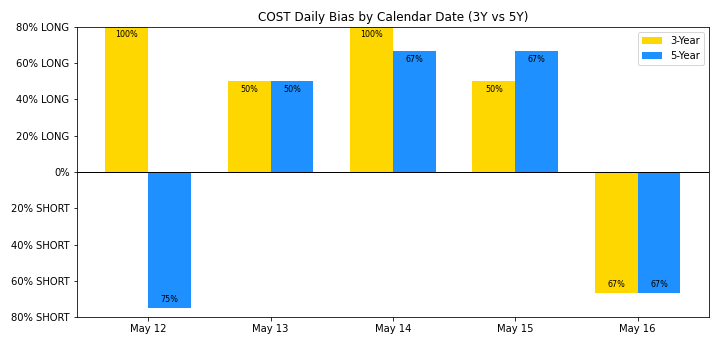 COST Daily Bias by Calendar Date (3Y vs 5Y)
80% LONG
60% LONG
40% LONG
20% LONG
0%
20% SHORT
40% SHORT
60% SHORT
80% SHORT
100%
75%
50%
50%
100%
67%
50%
67%
67%
67%
3-Year
5-Year
May 12
May 13
May 14
May 15
May 16